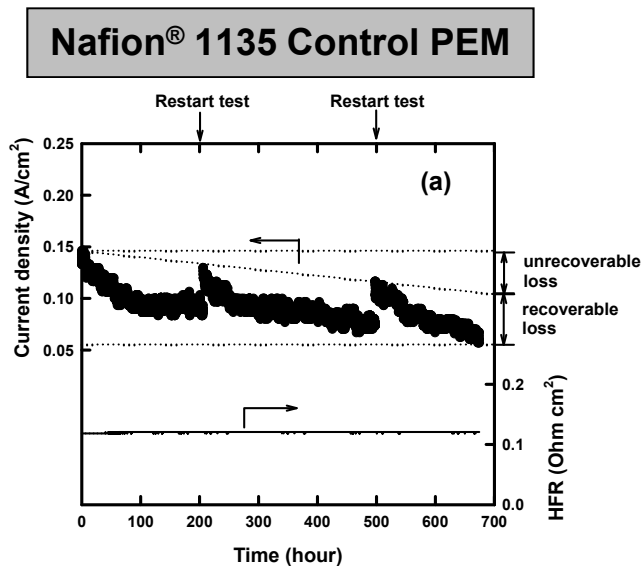 Nafion® 1135 Control PEM
Restart test
Restart test
0.25
0.20
0.15
0.10
0.05
Current density (A/cm²)
(a)
unrecoverable
loss
recoverable
loss
0.2
0.1
0.0
HFR (Ohm cm²)
0
100
200
300
400
500
600
700
Time (hour)